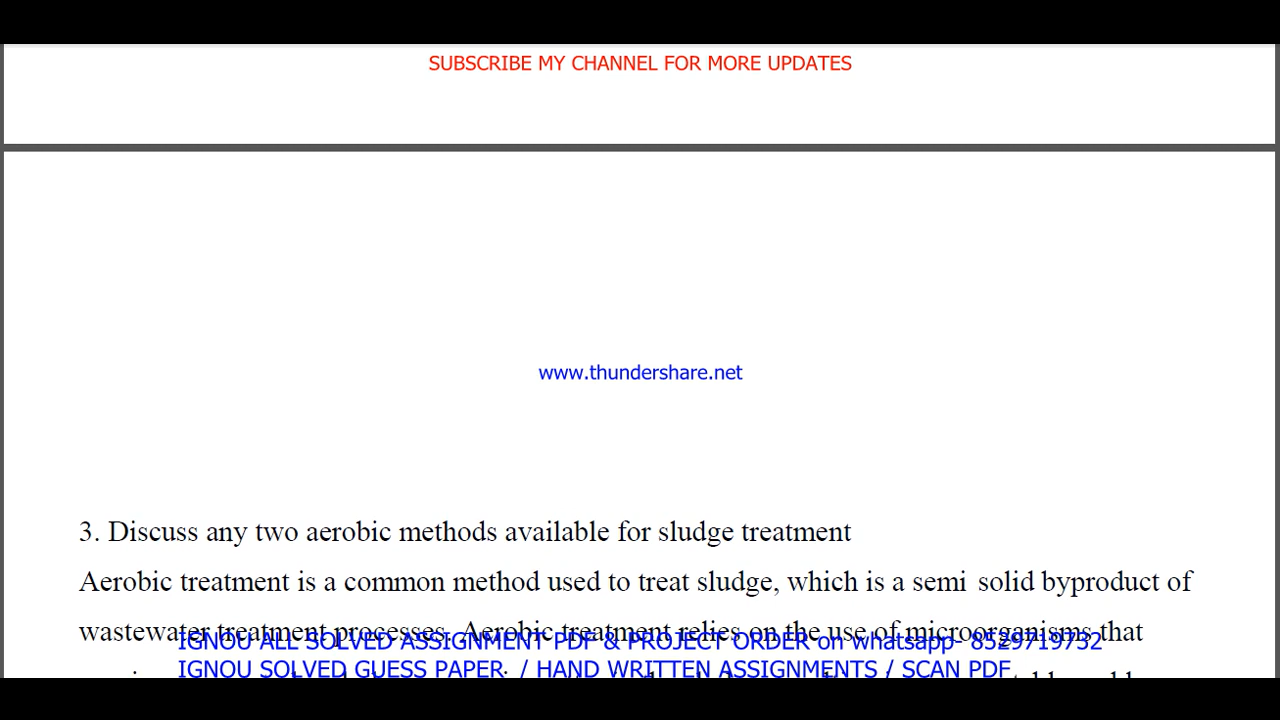 SUBSCRIBE MY CHANNEL FOR MORE UPDATES
www.thundershare.net
3. Discuss any two aerobic methods available for sludge treatment
Aerobic treatment is a common method used to treat sludge, which is a semi solid byproduct of
wastewater treatment processes. Aerobic treatment relies on the use of microorganisms that
IGNOU ALL SOLVED ASSIGNMENT PDF & PROJECT ORDER on whatsapp- 8529719732
IGNOU SOLVED GUESS PAPER / HAND WRITTEN ASSIGNMENTS / SCAN PDF